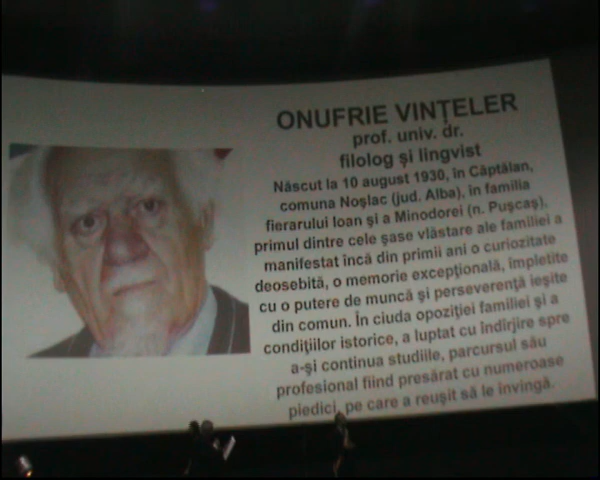 ONUFRIE VINȚELER
prof. univ. dr.
filolog și lingvist
Născut la 10 august 1930, în Căptălan,
comuna Noșlac (jud. Alba), în familia
fierarului Ioan și a Minodorei (n. Pușcaș),
primul dintre cele șase vlăstare ale familiei a
manifestat încă din primii ani o curiozitate
deosebită, o memorie excepțională, împletite
cu o putere de muncă și perseverență ieșite
din comun. În ciuda opoziției familiei și a
condițiilor istorice, a luptat cu îndîrjire spre
a-și continua studiile, parcursul său
profesional fiind presărat cu numeroase
piedici, pe care a reușit să le învingă.